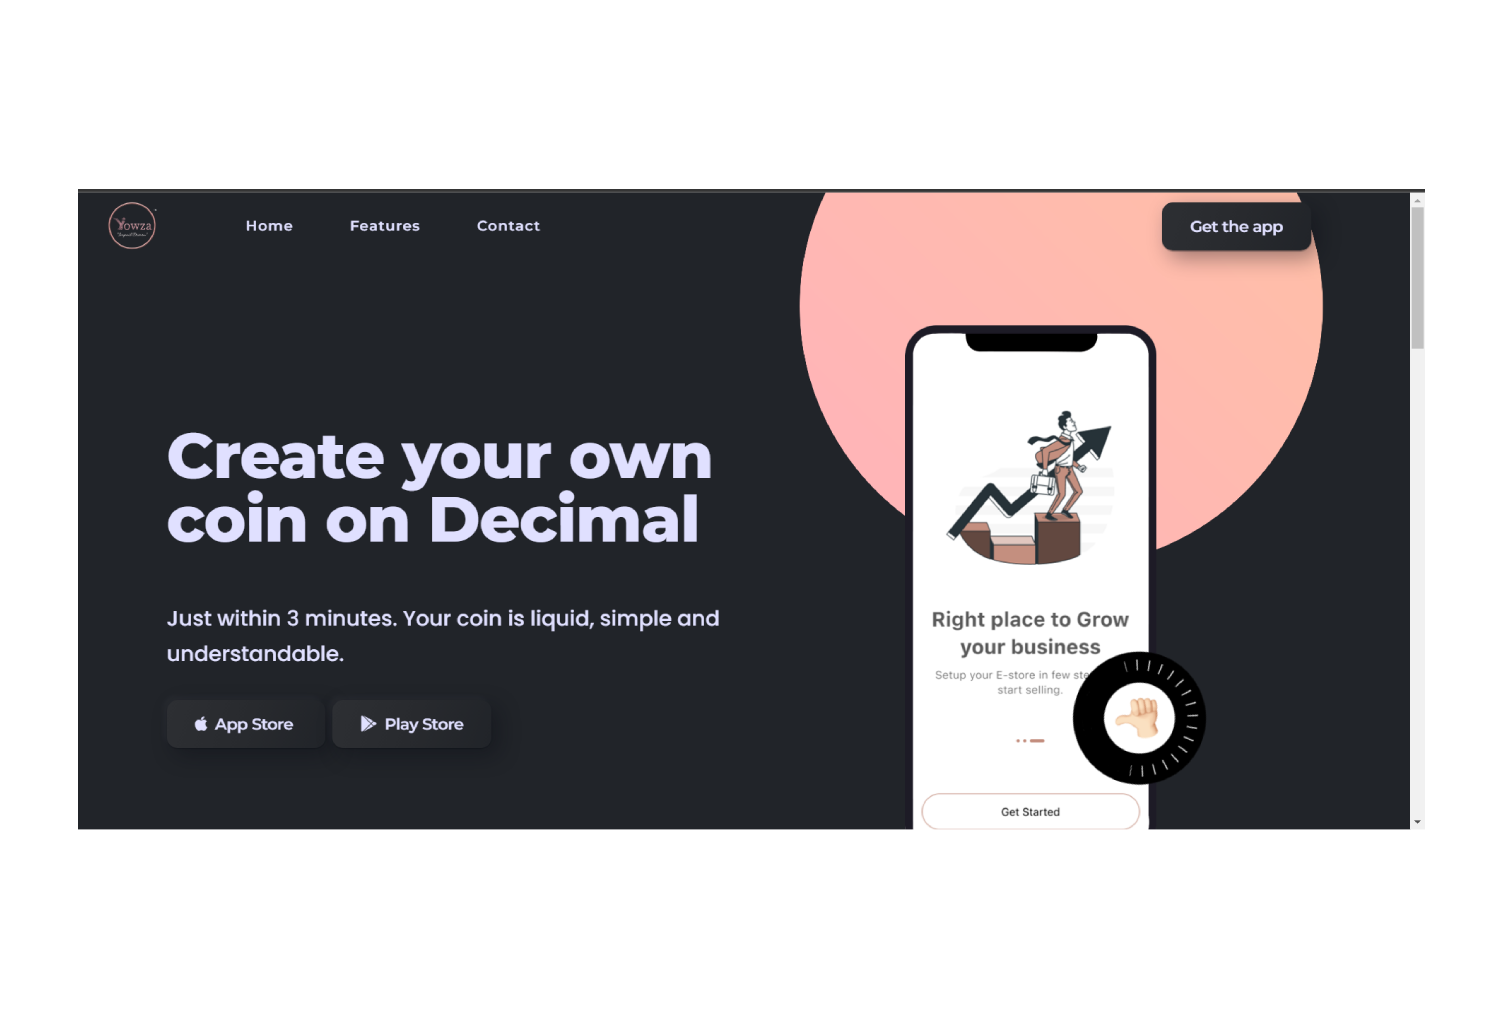 Yowza
Home
Features
Contact
Get the app
Create your own
coin on Decimal
Just within 3 minutes. Your coin is liquid, simple and
understandable.
App Store
Play Store
Right place to Grow
your business
Setup your E-store in few
start selling.
Get Started